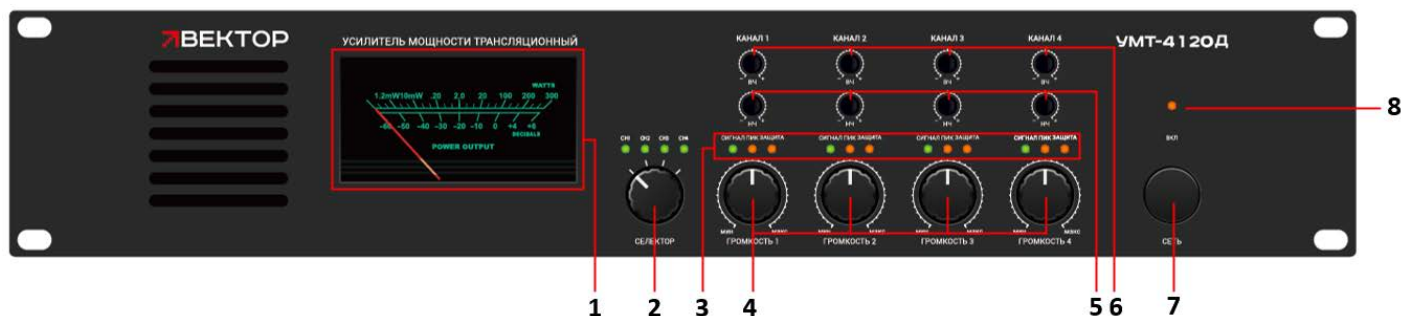 ВЕКТОР
УСИЛИТЕЛЬ МОЩНОСТИ ТРАНСЛЯЦИОННЫЙ
WATTS
1.2mW10mW .20 2.0 20 100 200 300
-60 -50 -40 -30 -20 -10 0 +4 +8
DECIBALS
POWER OUTPUT
CH1 CH2 CH3 CH4
СЕЛЕКТОР
КАНАЛ 1 КАНАЛ 2 КАНАЛ 3 КАНАЛ 4
- ВЧ + - ВЧ + - ВЧ + - ВЧ +
- НЧ + - НЧ + - НЧ + - НЧ +
СИГНАЛ ПИК ЗАЩИТА СИГНАЛ ПИК ЗАЩИТА СИГНАЛ ПИК ЗАЩИТА СИГНАЛ ПИК ЗАЩИТА
МИН МАКС МИН МАКС МИН МАКС МИН МАКС
ГРОМКОСТЬ 1 ГРОМКОСТЬ 2 ГРОМКОСТЬ 3 ГРОМКОСТЬ 4
УМТ-4120Д
ВКЛ
СЕТЬ
8
1 2 3 4 5 6 7